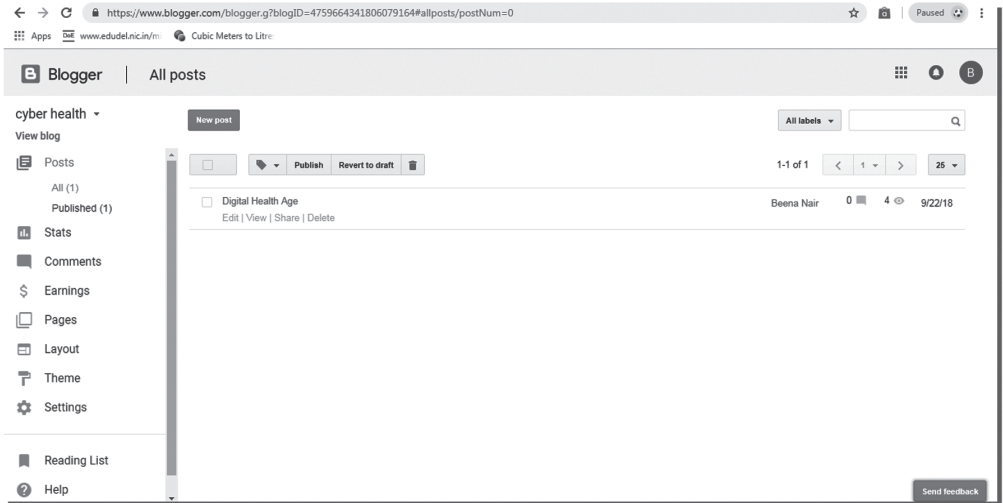 https://www.blogger.com/blogger.g?blogID=4759664341806079164#allposts/postNum=0
Paused
Apps
DoE www.edudel.nic.in/m
Cubic Meters to Litre
Blogger
All posts
B
cyber health
View blog
Posts
All (1)
Published (1)
Stats
Comments
Earnings
Pages
Layout
Theme
Settings
Reading List
Help
New post
All labels
Publish
Revert to draft
1-1 of 1
1
25
Digital Health Age
Beena Nair
0
4
9/22/18
Edit | View | Share | Delete
Send feedback